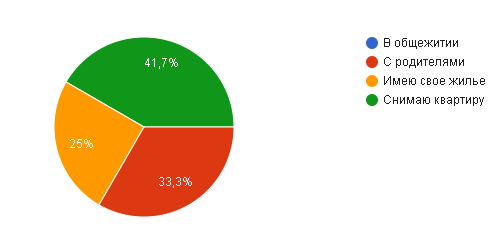 41,7%
25%
33,3%
В общежитии
С родителями
Имею свое жилье
Снимаю квартиру